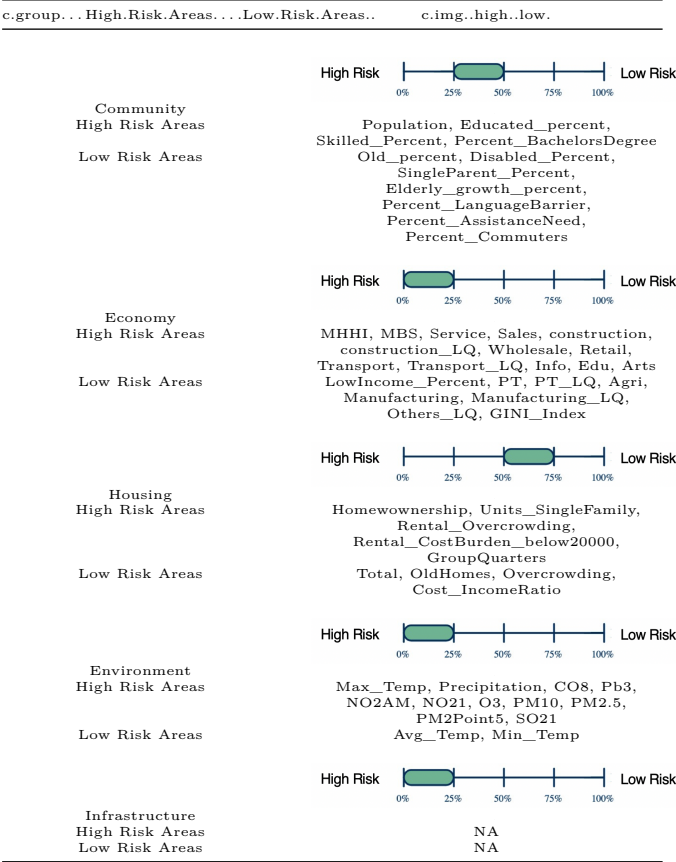 c.group... High.Risk.Areas....Low.Risk.Areas.. c.img..high..low.
High Risk Low Risk
0% 25% 50% 75% 100%
Community
High Risk Areas Population, Educated_percent,
Skilled_Percent, Percent_BachelorsDegree
Low Risk Areas Old_percent, Disabled_Percent,
SingleParent_Percent,
Elderly_growth_percent,
Percent_LanguageBarrier,
Percent_AssistanceNeed,
Percent_Commuters
High Risk Low Risk
0% 25% 50% 75% 100%
Economy
High Risk Areas MHHI, MBS, Service, Sales, construction,
construction_LQ, Wholesale, Retail,
Transport, Transport_LQ, Info, Edu, Arts
Low Risk Areas LowIncome_Percent, PT, PT_LQ, Agri,
Manufacturing, Manufacturing_LQ,
Others_LQ, GINI_Index
High Risk Low Risk
0% 25% 50% 75% 100%
Housing
High Risk Areas Homewownership, Units_SingleFamily,
Rental_Overcrowding,
Rental_CostBurden_below20000,
GroupQuarters
Low Risk Areas Total, OldHomes, Overcrowding,
Cost_IncomeRatio
High Risk Low Risk
0% 25% 50% 75% 100%
Environment
High Risk Areas Max_Temp, Precipitation, CO8, Pb3,
NO2AM, NO21, O3, PM10, PM2.5,
PM2Point5, SO21
Low Risk Areas Avg_Temp, Min_Temp
High Risk Low Risk
0% 25% 50% 75% 100%
Infrastructure
High Risk Areas NA
Low Risk Areas NA